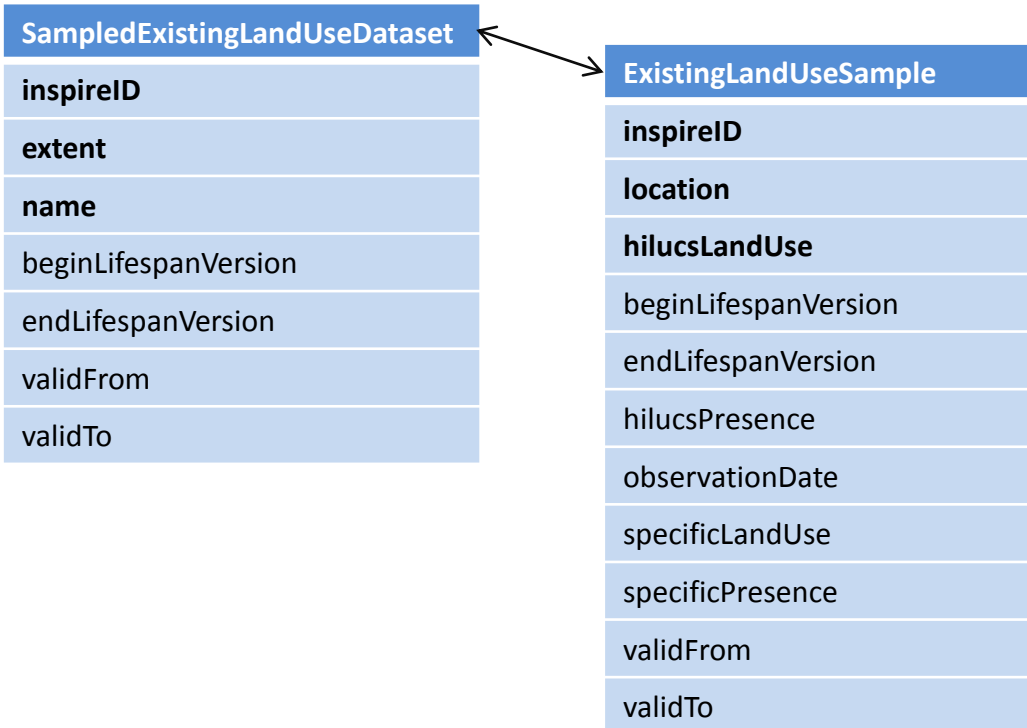 SampledExistingLandUseDataset
inspireID
extent
name
beginLifespanVersion
endLifespanVersion
validFrom
validTo
ExistingLandUseSample
inspireID
location
hilucsLandUse
beginLifespanVersion
endLifespanVersion
hilucsPresence
observationDate
specificLandUse
specificPresence
validFrom
validTo